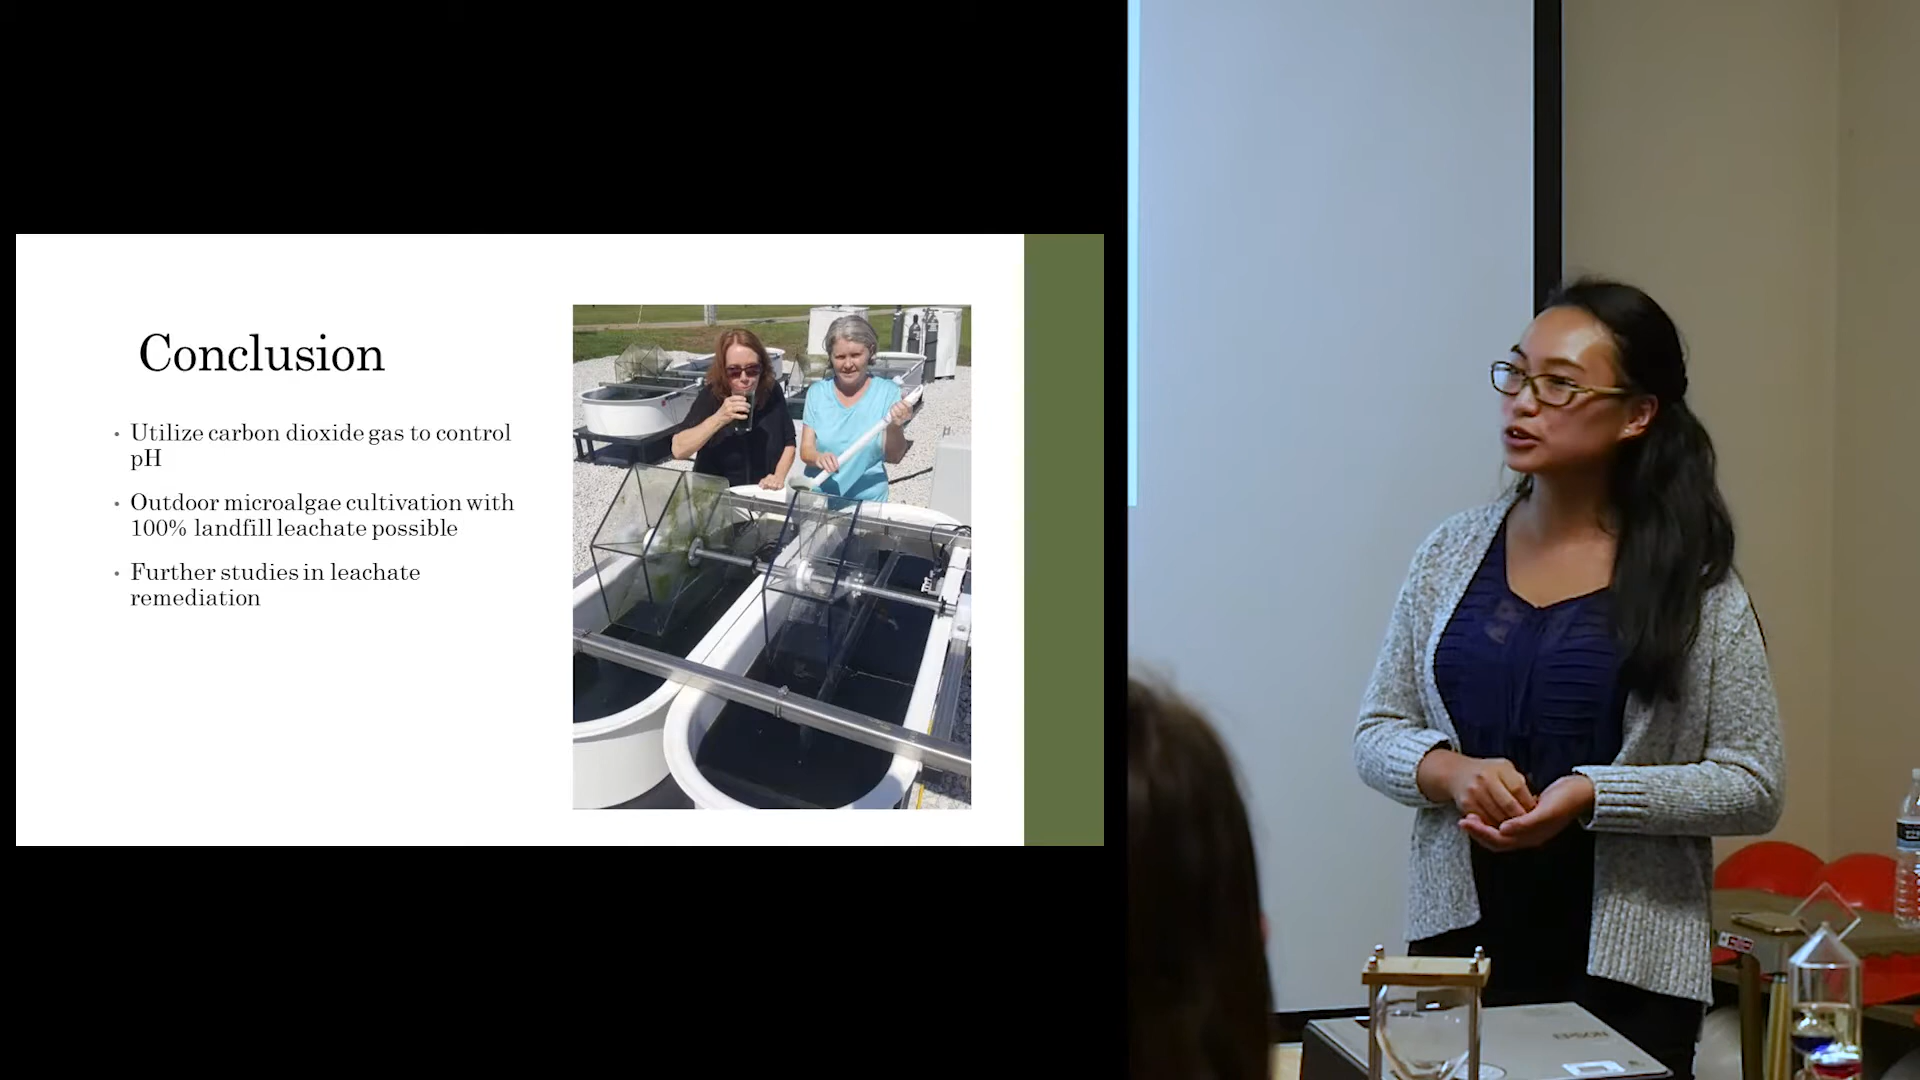 Conclusion
• Utilize carbon dioxide gas to control
pH
• Outdoor microalgae cultivation with
100% landfill leachate possible
• Further studies in leachate
remediation
EPSON